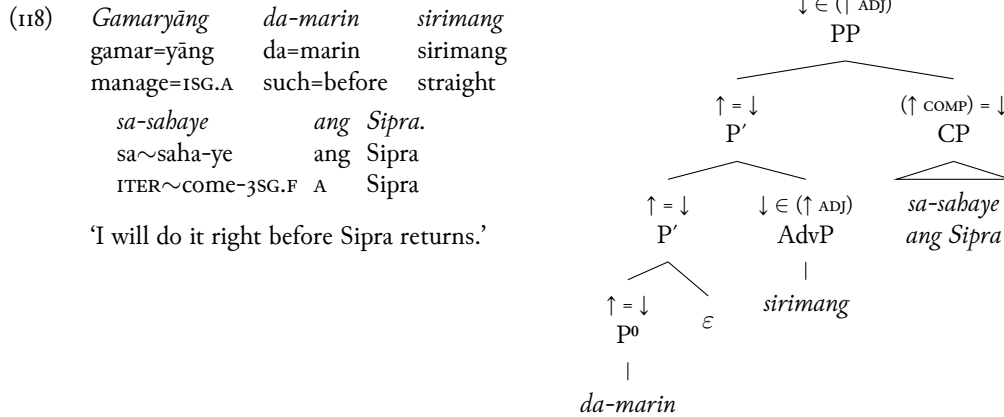 (118) Gamaryāng da-marin sirimang
gamar=yāng da=marin sirimang
manage=1SG.A such=before straight
sa-sahaye ang Sipra.
sa∼saha-ye ang Sipra
ITER∼come-3SG.F A Sipra
‘I will do it right before Sipra returns.’
↓ ∈ (↑ ADJ)
PP
↑ = ↓ (↑ COMP) = ↓
P′ CP
↑ = ↓ ↓ ∈ (↑ ADJ) sa-sahaye
P′ AdvP ang Sipra
↑ = ↓ ε sirimang
P⁰
da-marin